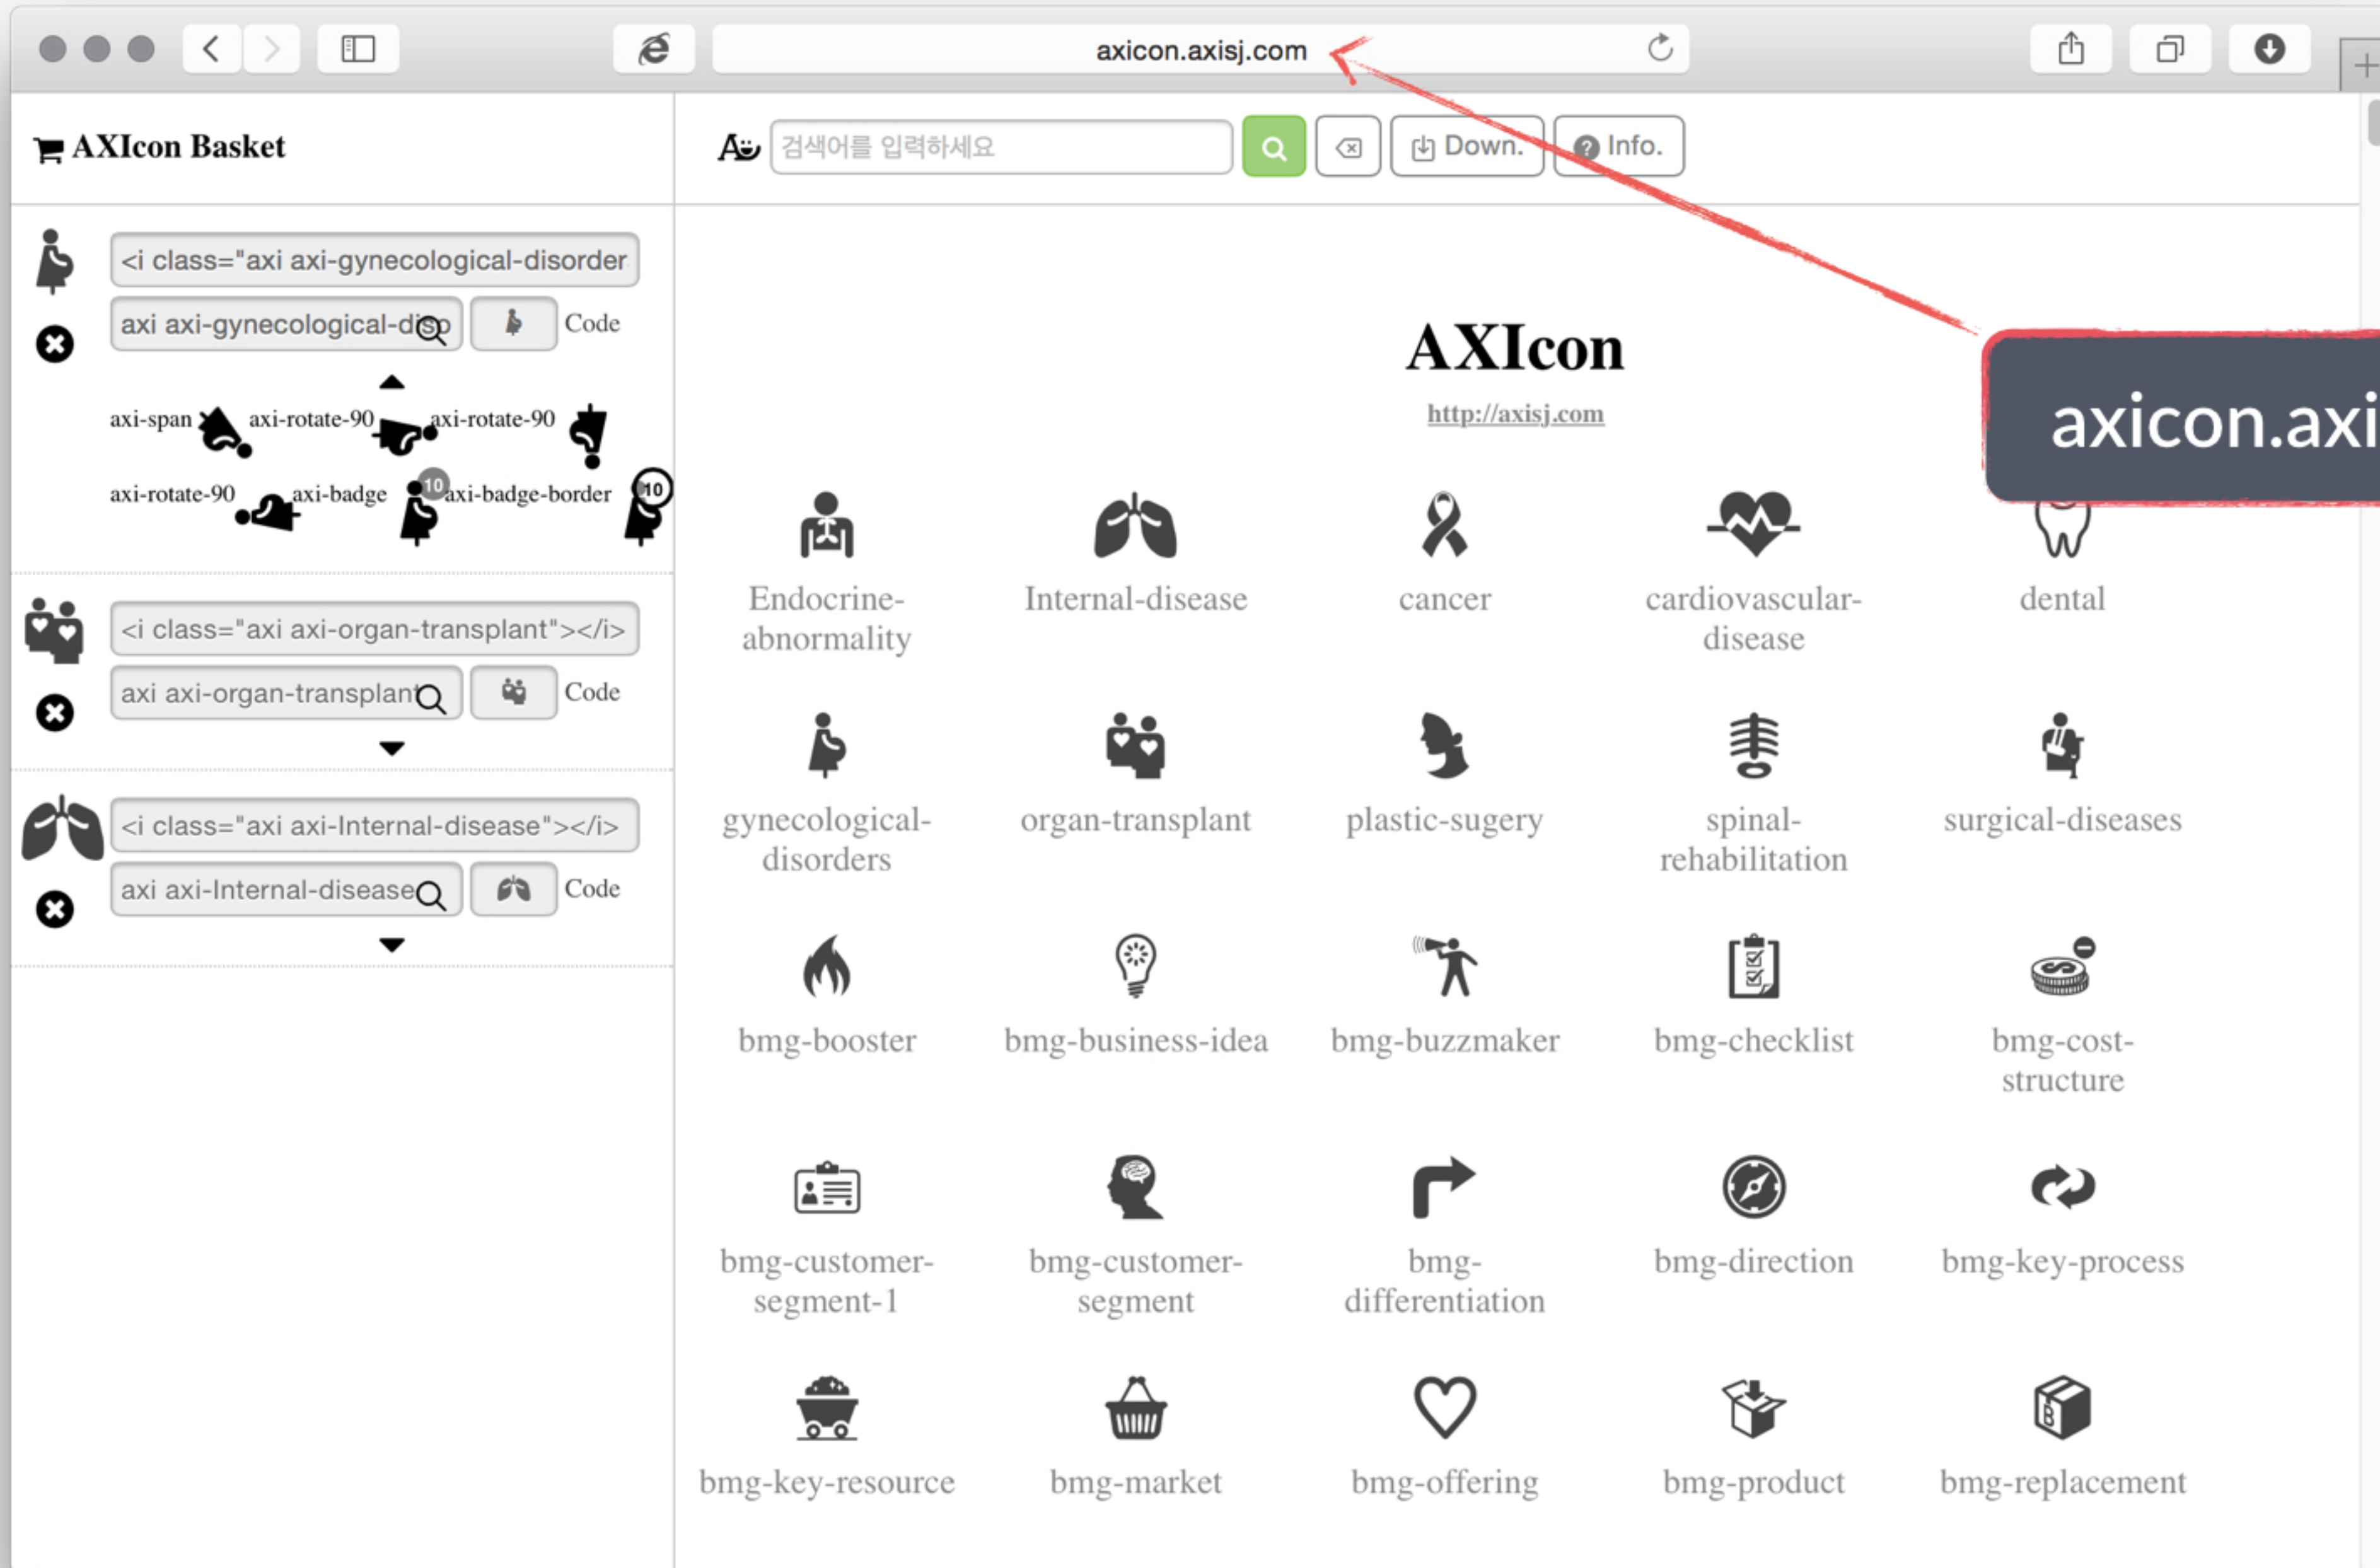 axicon.axisj.com
AXIcon Basket
검색어를 입력하세요
Down.
Info.
<i class="axi axi-gynecological-disorder
axi axi-gynecological-diso
Code
axi-span axi-rotate-90 axi-rotate-90
axi-rotate-90 axi-badge 10 axi-badge-border 10
<i class="axi axi-organ-transplant"></i>
axi axi-organ-transplant
Code
<i class="axi axi-Internal-disease"></i>
axi axi-Internal-disease
Code
AXIcon
http://axisj.com
axicon.axi
Endocrine-
abnormality
Internal-disease
cancer
cardiovascular-
disease
dental
gynecological-
disorders
organ-transplant
plastic-sugery
spinal-
rehabilitation
surgical-diseases
bmg-booster
bmg-business-idea
bmg-buzzmaker
bmg-checklist
bmg-cost-
structure
bmg-customer-
segment-1
bmg-customer-
segment
bmg-
differentiation
bmg-direction
bmg-key-process
bmg-key-resource
bmg-market
bmg-offering
bmg-product
bmg-replacement